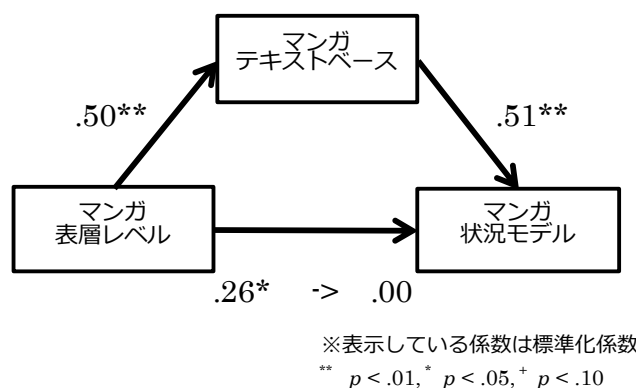 マンガ
テキストベース
.50**
.51**
マンガ
表層レベル
マンガ
状況モデル
.26* -> .00
※表示している係数は標準化係数
** p < .01, * p < .05, + p < .10